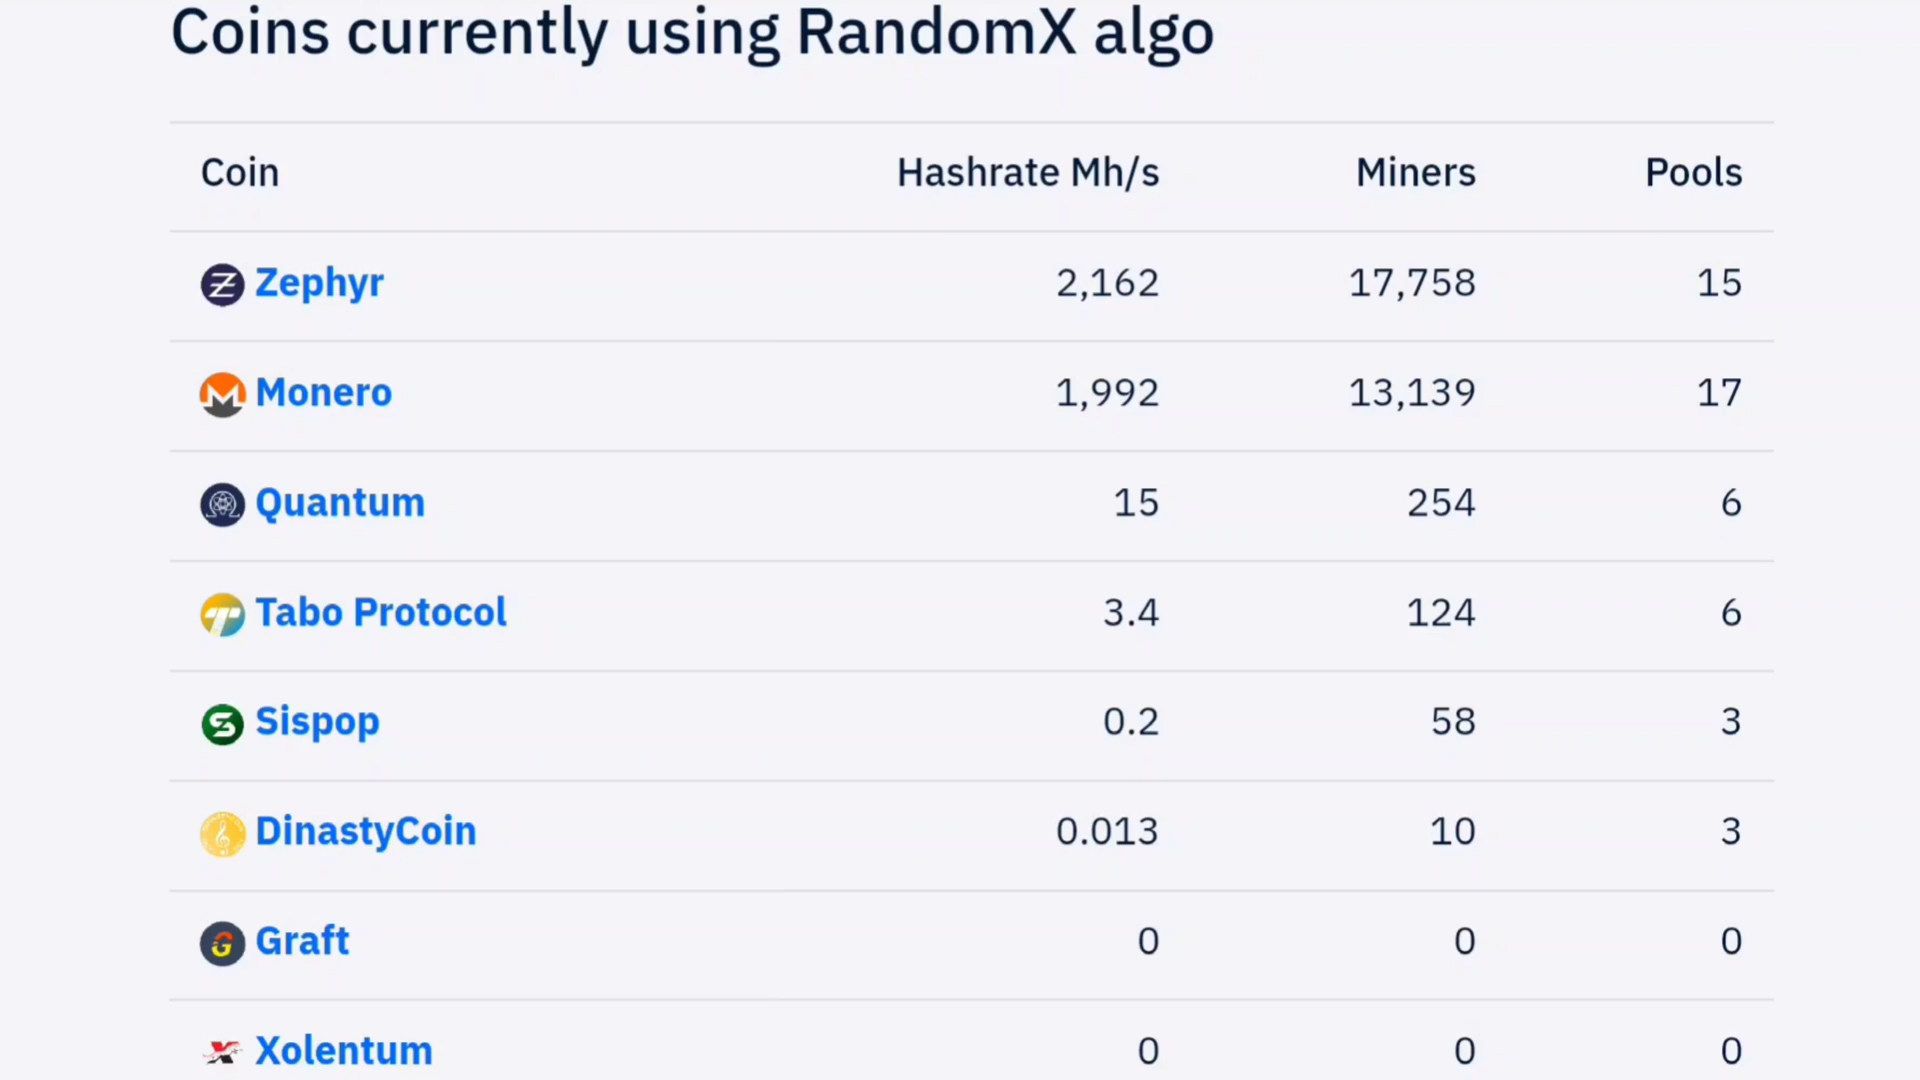 Coins currently using RandomX algo
Coin Hashrate Mh/s Miners Pools
Zephyr 2,162 17,758 15
Monero 1,992 13,139 17
Quantum 15 254 6
Tabo Protocol 3.4 124 6
Sispop 0.2 58 3
DinastyCoin 0.013 10 3
Graft 0 0 0
Xolentum 0 0 0